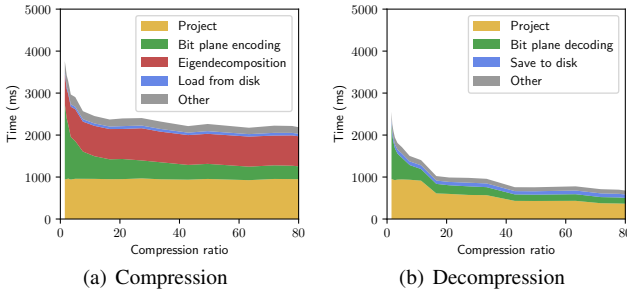 5000
4000
3000
2000
1000
0
Time (ms)
0 20 40 60 80
Compression ratio
Project
Bit plane encoding
Eigendecomposition
Load from disk
Other
(a) Compression
5000
4000
3000
2000
1000
0
Time (ms)
0 20 40 60 80
Compression ratio
Project
Bit plane decoding
Save to disk
Other
(b) Decompression